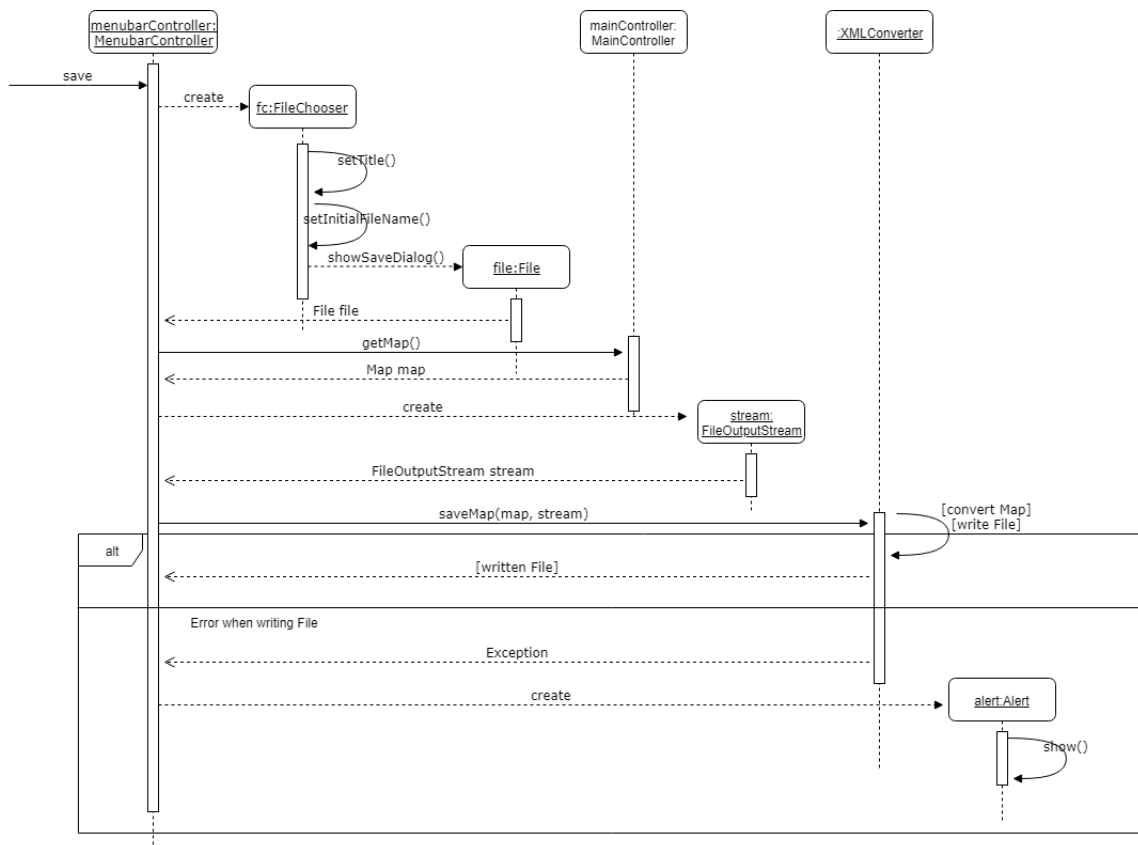 menubarController:
MenubarController
mainController:
MainController
:XMLConverter
save
create
fc:FileChooser
setTitle()
setInitialFileName()
showSaveDialog()
file:File
File file
getMap()
Map map
create
stream:
FileOutputStream
FileOutputStream stream
saveMap(map, stream)
[convert Map]
[write File]
alt
[written File]
Error when writing File
Exception
create
alert:Alert
show()